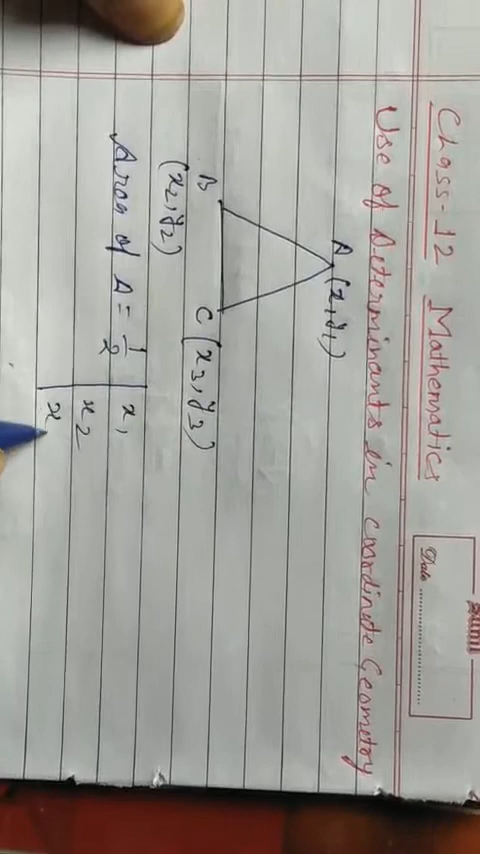 Class-12 Mathematics
Date
Use of Determinants in coordinate Geometry
A (x,y1)
B
C (x3,y3)
(x2,y2)
Area of Δ = 1/2 | x1
x2
x